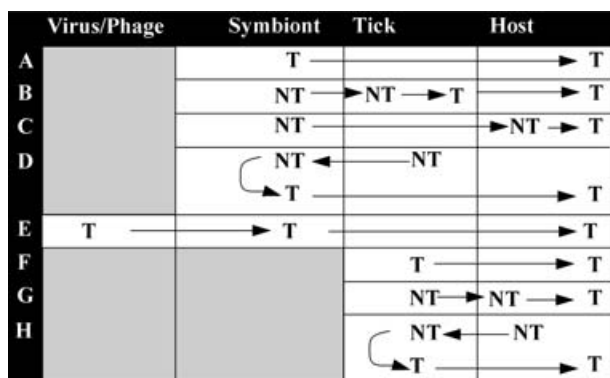 Virus/Phage Symbiont Tick Host
A T T
B NT NT T T
C NT NT T
D NT NT
T T
E T T T
F T T
G NT NT T
H NT NT
T T